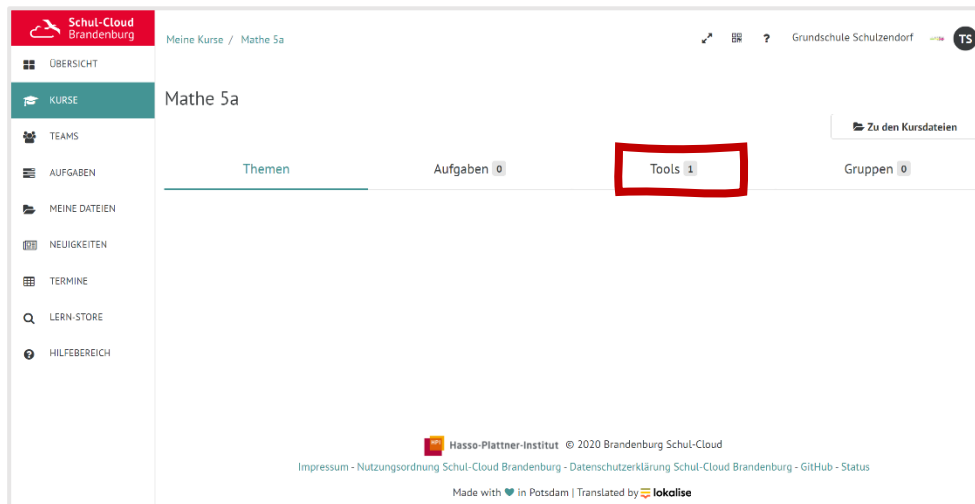 Schul-Cloud
Brandenburg
Meine Kurse / Mathe 5a
? Grundschule Schulzendorf TS
ÜBERSICHT
KURSE
TEAMS
AUFGABEN
MEINE DATEIEN
NEUIGKEITEN
TERMINE
LERN-STORE
HILFEBEREICH
Mathe 5a
Zu den Kursdateien
Themen Aufgaben 0 Tools 1 Gruppen 0
Hasso-Plattner-Institut © 2020 Brandenburg Schul-Cloud
Impressum - Nutzungsordnung Schul-Cloud Brandenburg - Datenschutzerklärung Schul-Cloud Brandenburg - GitHub - Status
Made with ♥ in Potsdam | Translated by lokalise